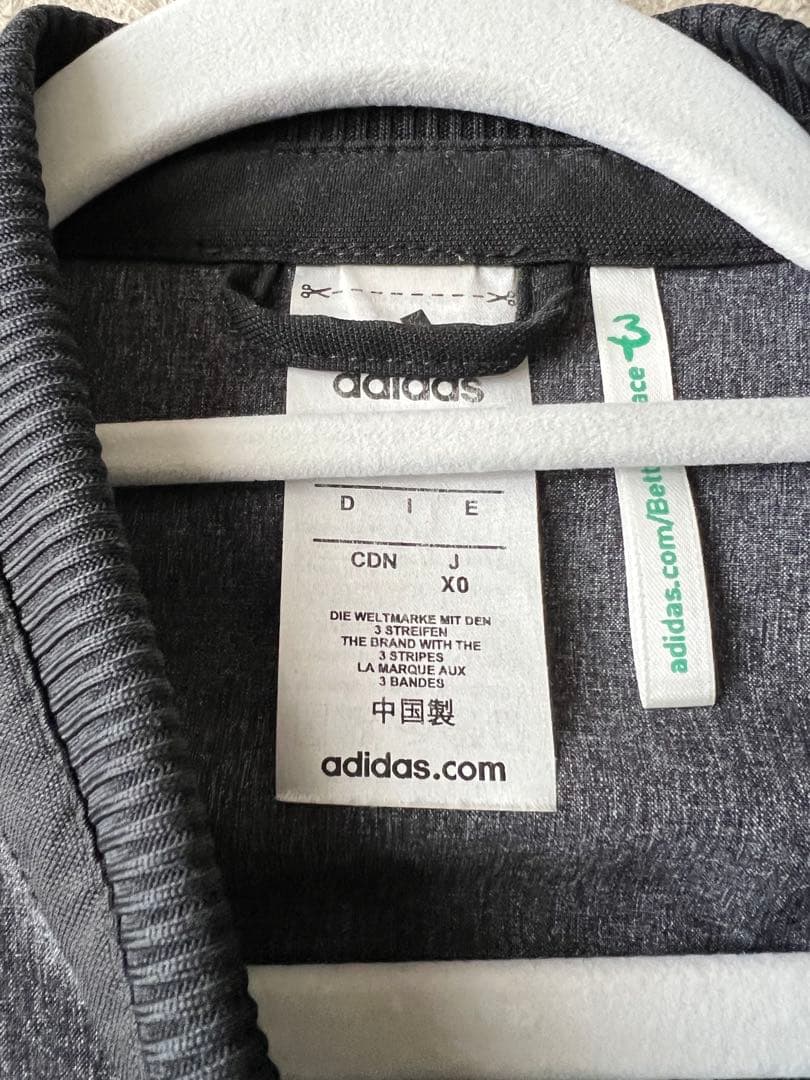 adidas
D I E
CDN J
XO
DIE WELTMARKE MIT DEN
3 STREIFEN
THE BRAND WITH THE
3 STRIPES
LA MARQUE AUX
3 BANDES
中国製
adidas.com
adidas.com/Bett ace